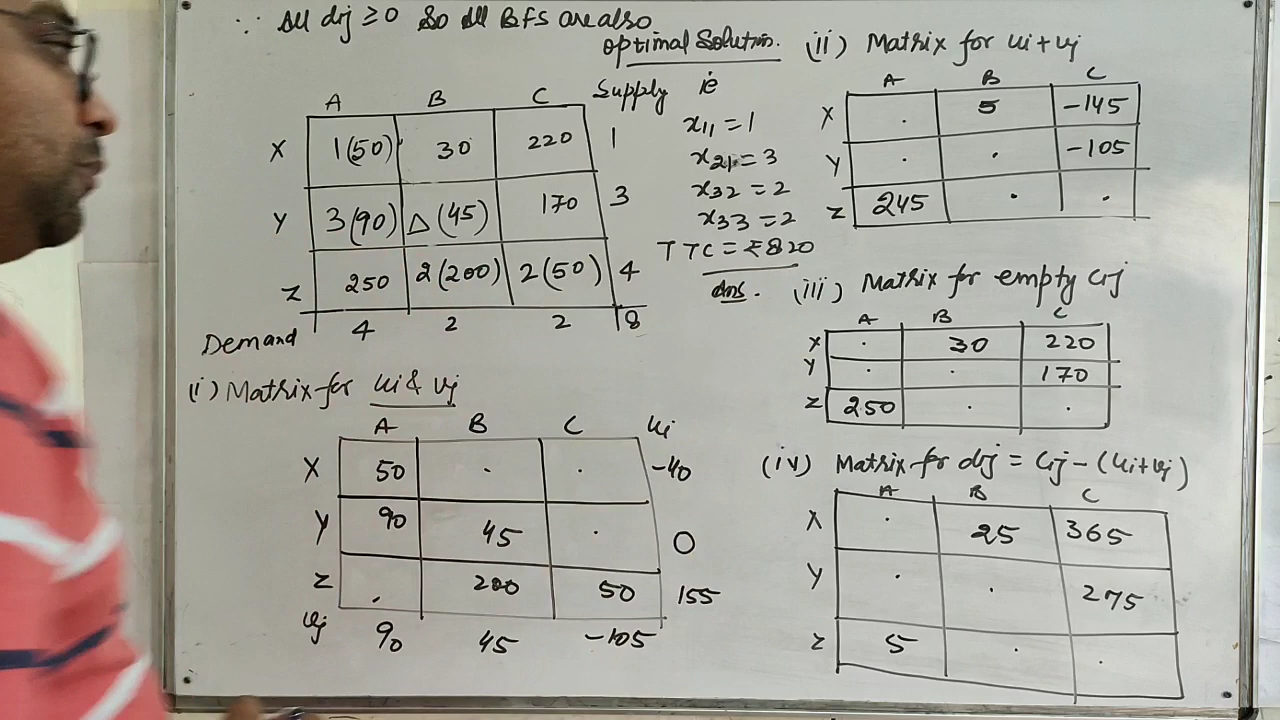 ∵ All dij ≥ 0 So all BFS are also
optimal Solution.
A B C Supply
X 1(50) 30 220 1
Y 3(90) Δ(45) 170 3
Z 250 2(200) 2(50) 4
Demand 4 2 2 8
ie
x11 = 1
x21 = 3
x32 = 2
x33 = 2
TTC = ₹820
Ans.
(i) Matrix for ui & vj
A B C ui
X 50 . . -40
Y 90 45 . 0
Z . 200 50 155
vj 90 45 -105
(ii) Matrix for ui + vj
A B C
X . 5 -145
Y . . -105
Z 245 . .
(iii) Matrix for empty cij
A B C
X . 30 220
Y . . 170
Z 250 . .
(iv) Matrix for dij = cij - (ui+vj)
A B C
X . 25 365
Y . . 275
Z 5 . .